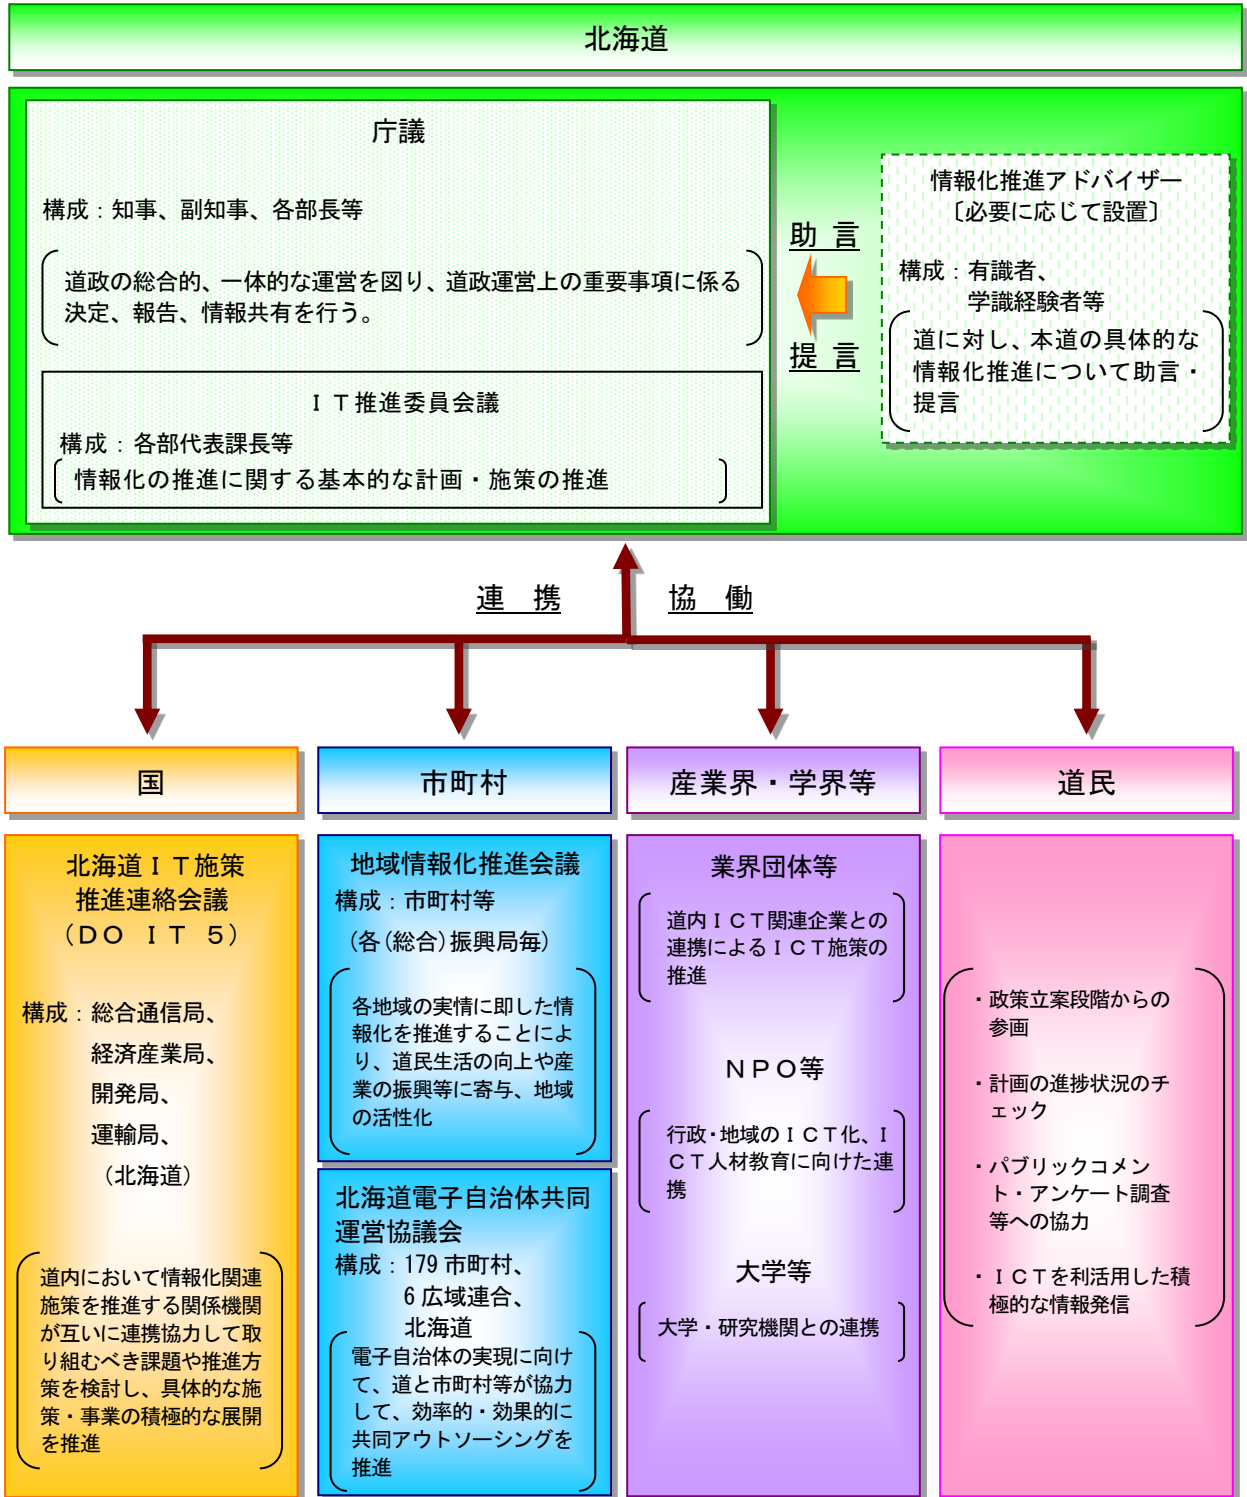 北海道
庁議
構成：知事、副知事、各部長等
道政の総合的、一体的な運営を図り、道政運営上の重要事項に係る
決定、報告、情報共有を行う。
ＩＴ推進委員会議
構成：各部代表課長等
情報化の推進に関する基本的な計画・施策の推進
助 言
提 言
情報化推進アドバイザー
〔必要に応じて設置〕
構成：有識者、
学識経験者等
道に対し、本道の具体的な
情報化推進について助言・
提言
連　携
協　働
国
北海道ＩＴ施策
推進連絡会議
（ＤＯ ＩＴ ５）
構成：総合通信局、
経済産業局、
開発局、
運輸局、
（北海道）
道内において情報化関連
施策を推進する関係機関
が互いに連携協力して取
り組むべき課題や推進方
策を検討し、具体的な施
策・事業の積極的な展開
を推進
市町村
地域情報化推進会議
構成：市町村等
（各(総合)振興局毎）
各地域の実情に即した情
報化を推進することによ
り、道民生活の向上や産
業の振興等に寄与、地域
の活性化
北海道電子自治体共同
運営協議会
構成：179 市町村、
6 広域連合、
北海道
電子自治体の実現に向け
て、道と市町村等が協力
して、効率的・効果的に
共同アウトソーシングを
推進
産業界・学界等
業界団体等
道内ＩＣＴ関連企業との
連携によるＩＣＴ施策の
推進
ＮＰＯ等
行政・地域のＩＣＴ化、Ｉ
ＣＴ人材教育に向けた連
携
大学等
大学・研究機関との連携
道民
・政策立案段階からの
参画
・計画の進捗状況のチ
ェック
・パブリックコメン
ト・アンケート調査
等への協力
・ＩＣＴを利活用した積
極的な情報発信